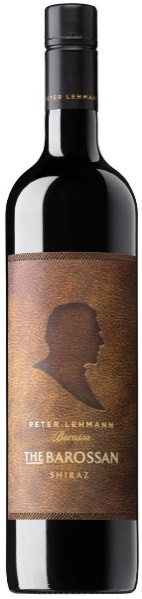 PETER LEHMANN
PETER LEHMANN
Barossa
THE BAROSSAN
SHIRAZ